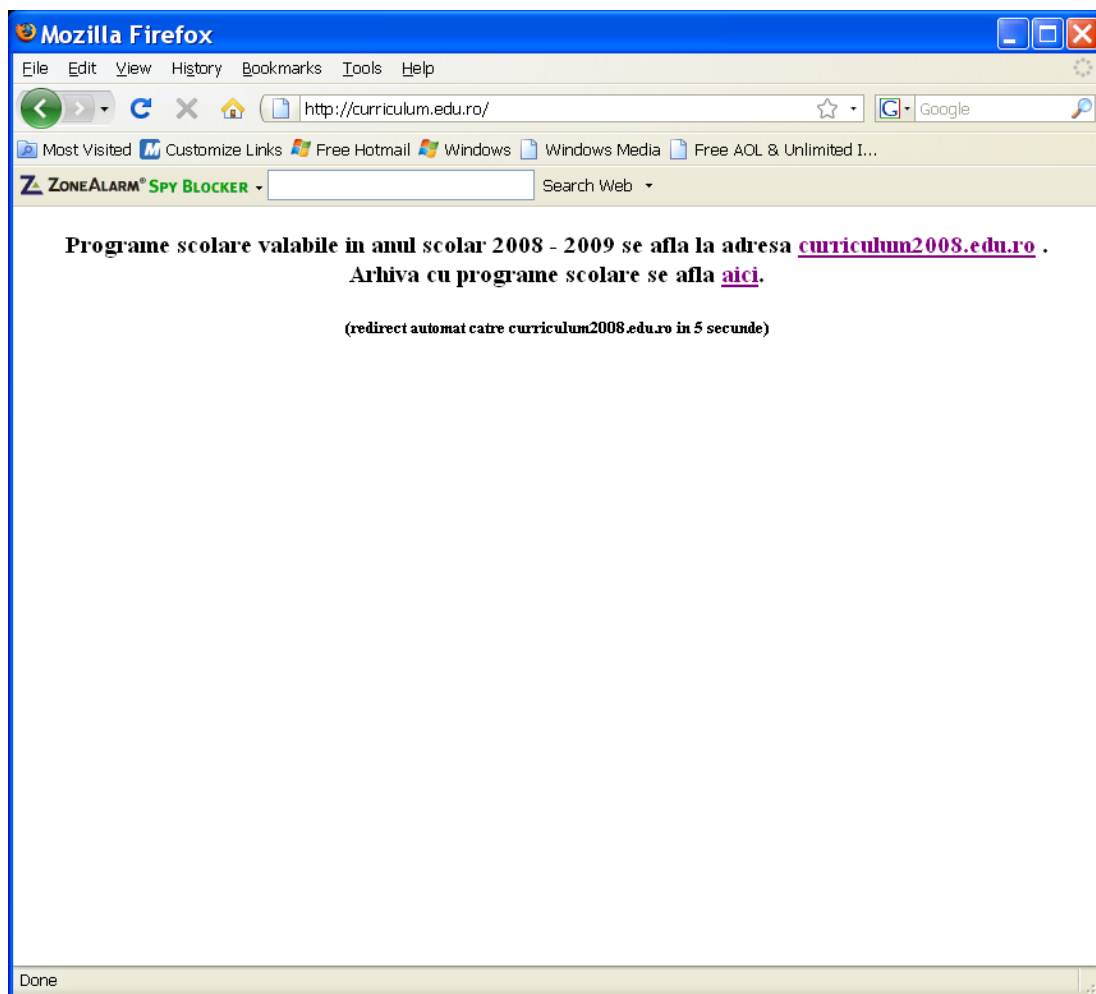 Mozilla Firefox
File Edit View History Bookmarks Tools Help
http://curriculum.edu.ro/ G Google
Most Visited Customize Links Free Hotmail Windows Windows Media Free AOL & Unlimited I...
ZONEALARM® SPY BLOCKER Search Web
Programe scolare valabile in anul scolar 2008 - 2009 se afla la adresa curriculum2008.edu.ro .
Arhiva cu programe scolare se afla aici.
(redirect automat catre curriculum2008.edu.ro in 5 secunde)
Done